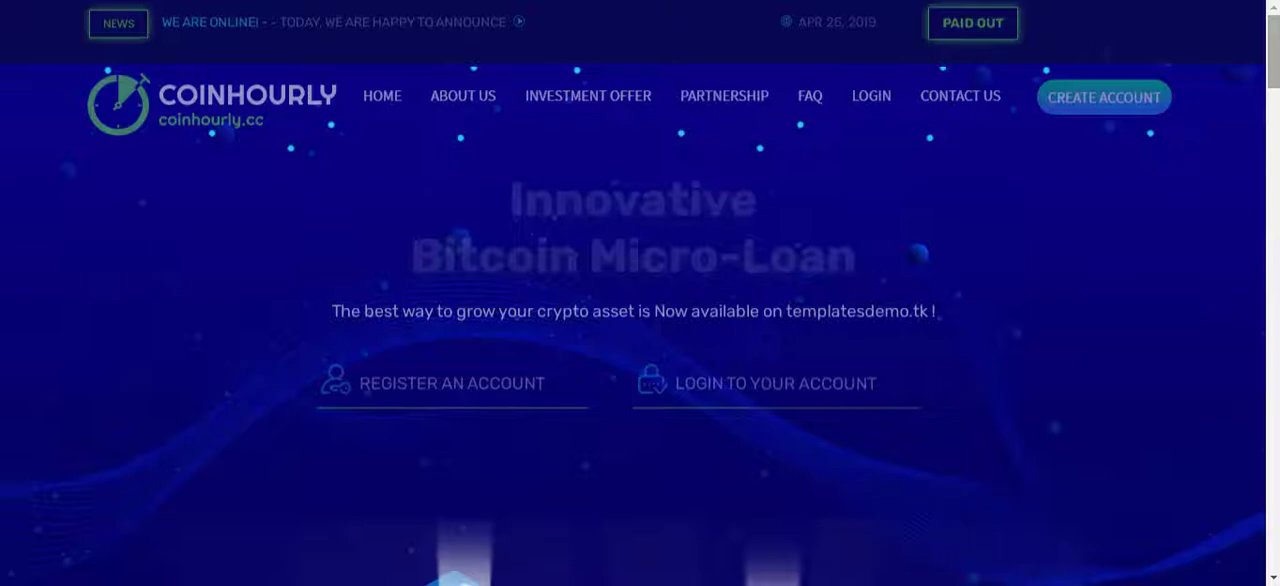 NEWS WE ARE ONLINE! - - TODAY, WE ARE HAPPY TO ANNOUNCE APR 26, 2019 PAID OUT
COINHOURLY HOME ABOUT US INVESTMENT OFFER PARTNERSHIP FAQ LOGIN CONTACT US CREATE ACCOUNT
coinhourly.cc
Innovative
Bitcoin Micro-Loan
The best way to grow your crypto asset is Now available on templatesdemo.tk !
REGISTER AN ACCOUNT LOGIN TO YOUR ACCOUNT